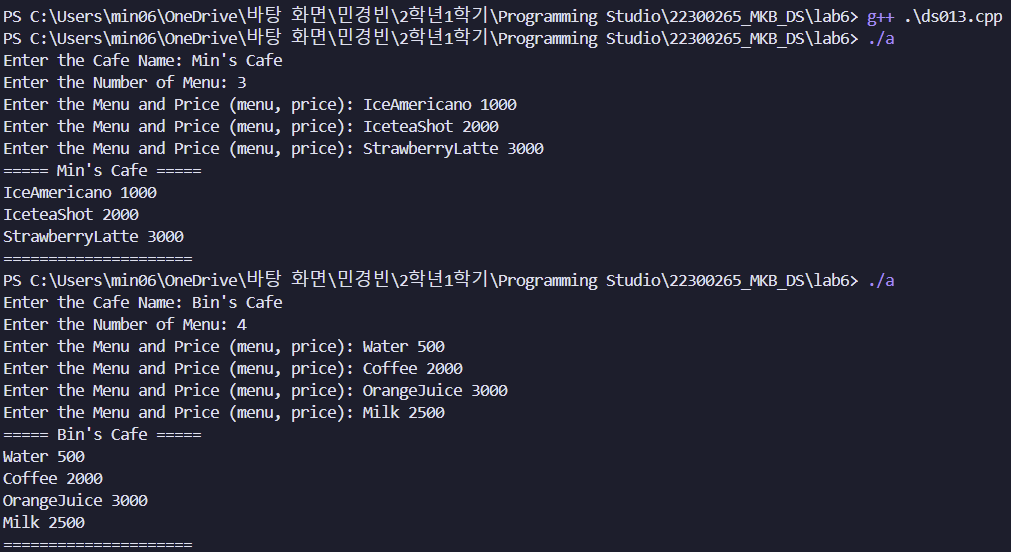 PS C:\Users\min06\OneDrive\바탕 화면\민경빈\2학년1학기\Programming Studio\22300265_MKB_DS\lab6> g++ .\ds013.cpp
PS C:\Users\min06\OneDrive\바탕 화면\민경빈\2학년1학기\Programming Studio\22300265_MKB_DS\lab6> ./a
Enter the Cafe Name: Min's Cafe
Enter the Number of Menu: 3
Enter the Menu and Price (menu, price): IceAmericano 1000
Enter the Menu and Price (menu, price): IceteaShot 2000
Enter the Menu and Price (menu, price): StrawberryLatte 3000
===== Min's Cafe =====
IceAmericano 1000
IceteaShot 2000
StrawberryLatte 3000
=====================
PS C:\Users\min06\OneDrive\바탕 화면\민경빈\2학년1학기\Programming Studio\22300265_MKB_DS\lab6> ./a
Enter the Cafe Name: Bin's Cafe
Enter the Number of Menu: 4
Enter the Menu and Price (menu, price): Water 500
Enter the Menu and Price (menu, price): Coffee 2000
Enter the Menu and Price (menu, price): OrangeJuice 3000
Enter the Menu and Price (menu, price): Milk 2500
===== Bin's Cafe =====
Water 500
Coffee 2000
OrangeJuice 3000
Milk 2500
=====================